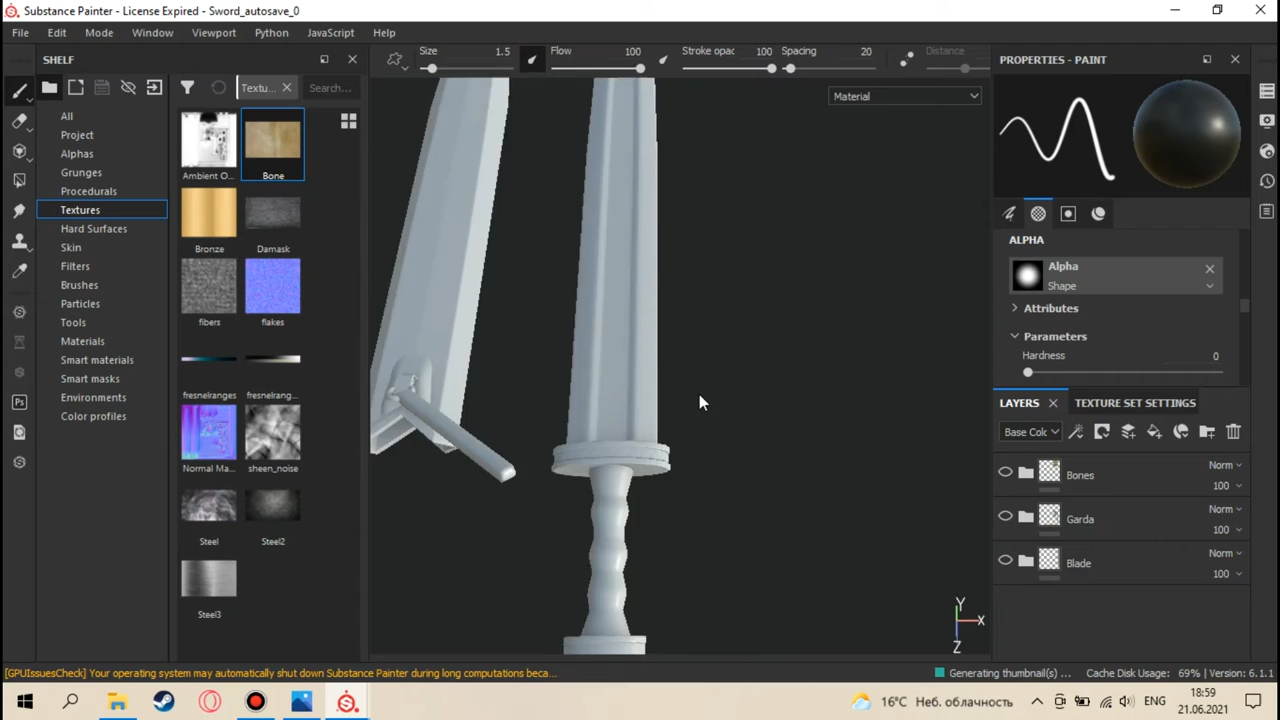 Substance Painter - License Expired - Sword_autosave_0
File Edit Mode Window Viewport Python JavaScript Help
SHELF
Textu...
Search...
All
Project
Alphas
Grunges
Procedurals
Textures
Hard Surfaces
Skin
Filters
Brushes
Particles
Tools
Materials
Smart materials
Smart masks
Environments
Color profiles
Ambient O... Bone
Bronze Damask
fibers flakes
fresnelranges fresnelrang...
Normal Ma... sheen_noise
Steel Steel2
Steel3
Size 1.5 Flow 100 Stroke opac 100 Spacing 20 Distance
Material
Y
X
Z
PROPERTIES - PAINT
ALPHA
Alpha
Shape
Attributes
Parameters
Hardness 0
LAYERS TEXTURE SET SETTINGS
Base Col
Bones Norm
100
Garda Norm
100
Blade Norm
100
[GPUIssuesCheck] Your operating system may automatically shut down Substance Painter during long computations beca...
Generating thumbnail(s) ... Cache Disk Usage: 69% | Version: 6.1.1
Ps
16°C Неб. облачность ENG 18:59
21.06.2021